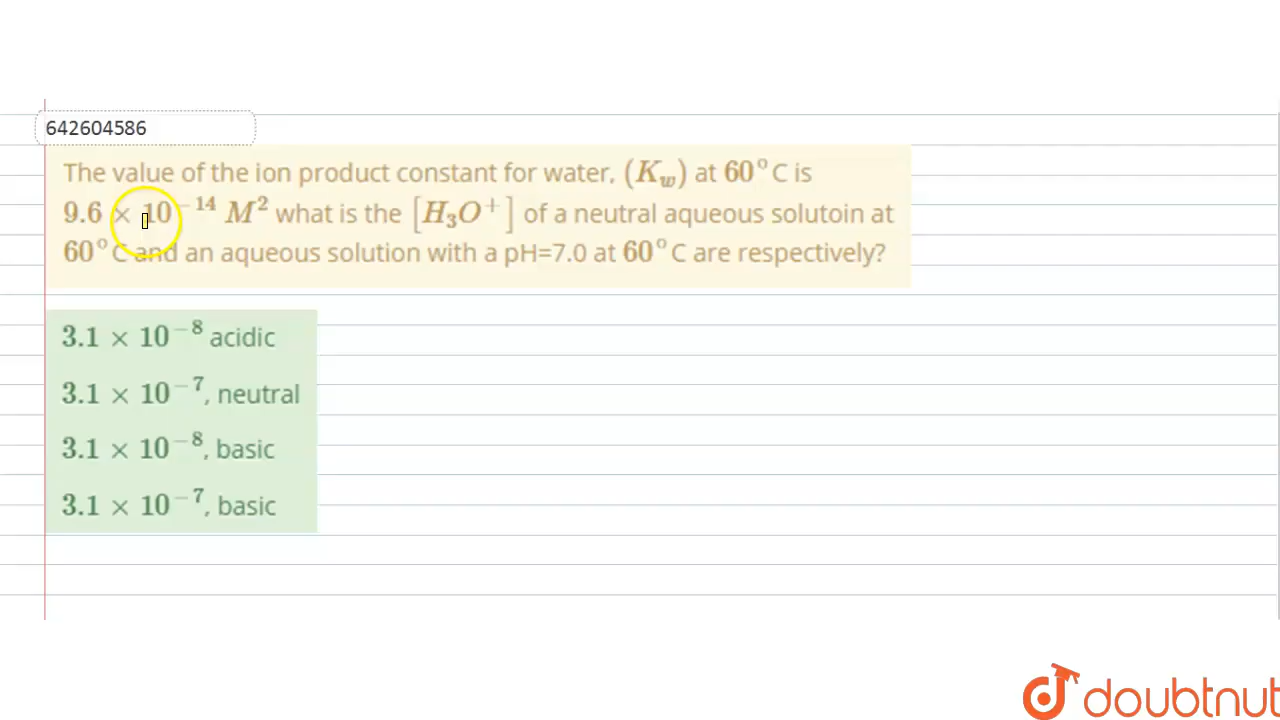 642604586
The value of the ion product constant for water, (K_w) at 60°C is
9.6 × 10^{-14} M² what is the [H₃O⁺] of a neutral aqueous solutoin at
60°C and an aqueous solution with a pH=7.0 at 60°C are respectively?
3.1 × 10^{-8} acidic
3.1 × 10^{-7}, neutral
3.1 × 10^{-8}, basic
3.1 × 10^{-7}, basic
doubtnut